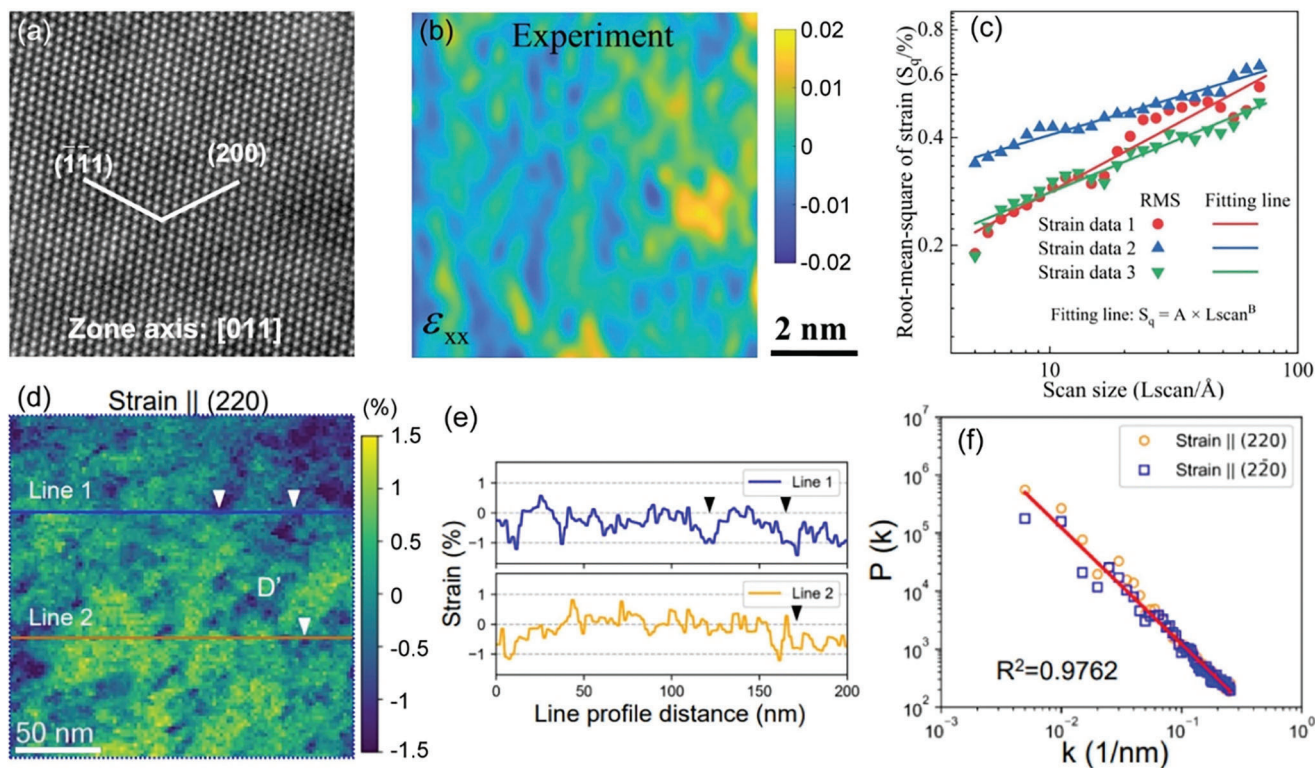 (a)
(1̄1̄1)
(200)
Zone axis: [011]
(b)
Experiment
εxx
0.02
0.01
0
-0.01
-0.02
2 nm
(c)
Root-mean-square of strain (Sq/%)
0.6
0.4
0.2
RMS Fitting line
Strain data 1
Strain data 2
Strain data 3
Fitting line: Sq = A × Lscan^B
10 100
Scan size (Lscan/Å)
(d)
Strain || (220)
(%)
Line 1
D'
Line 2
50 nm
1.5
1
0.5
0
-0.5
-1
-1.5
(e)
Strain (%)
1
0
-1
Line 1
1
0
-1
Line 2
0 50 100 150 200
Line profile distance (nm)
(f)
P (k)
10^7
10^6
10^5
10^4
10^3
10^2
Strain || (220)
Strain || (22̄0)
R²=0.9762
10^-3 10^-2 10^-1 10^0
k (1/nm)